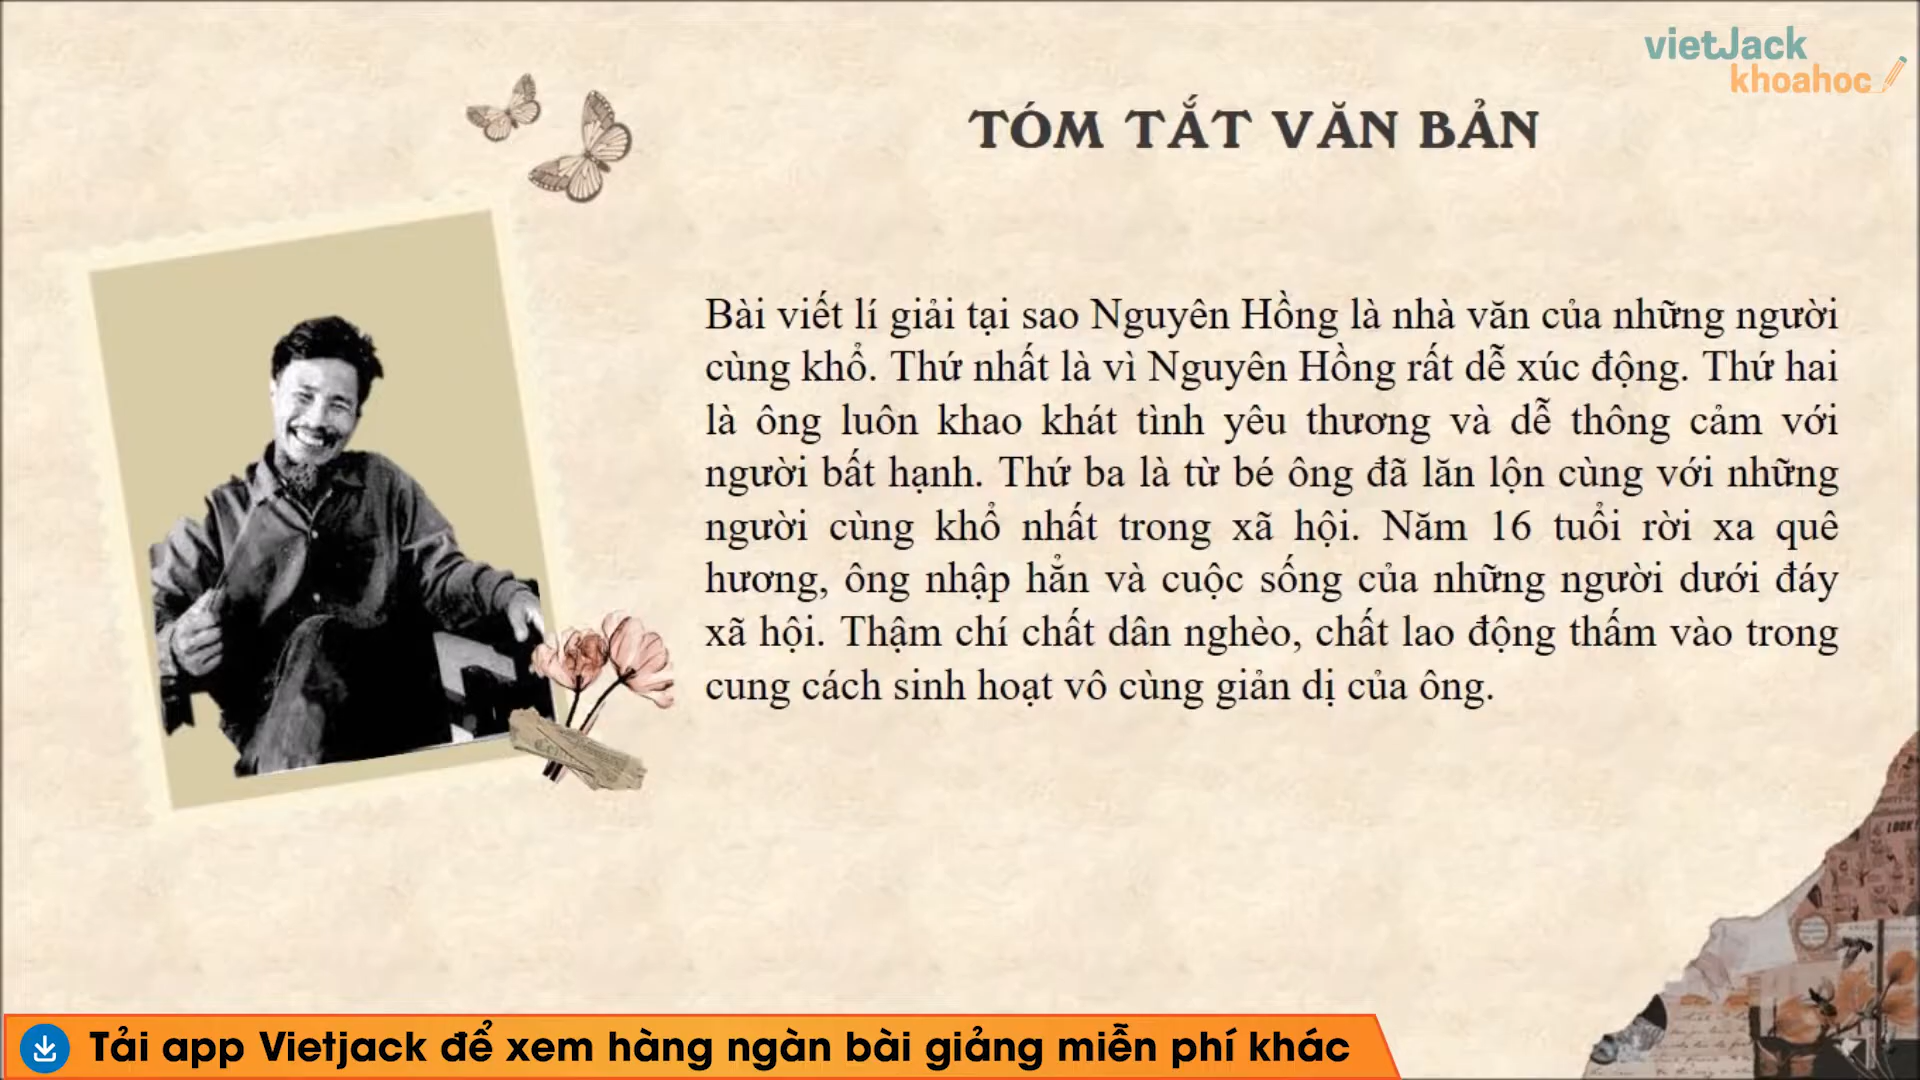 vietJack
khoahoc
TÓM TẮT VĂN BẢN
Bài viết lí giải tại sao Nguyên Hồng là nhà văn của những người
cùng khổ. Thứ nhất là vì Nguyên Hồng rất dễ xúc động. Thứ hai
là ông luôn khao khát tình yêu thương và dễ thông cảm với
người bất hạnh. Thứ ba là từ bé ông đã lăn lộn cùng với những
người cùng khổ nhất trong xã hội. Năm 16 tuổi rời xa quê
hương, ông nhập hẳn và cuộc sống của những người dưới đáy
xã hội. Thậm chí chất dân nghèo, chất lao động thấm vào trong
cung cách sinh hoạt vô cùng giản dị của ông.
LOOK
Tải app Vietjack để xem hàng ngàn bài giảng miễn phí khác